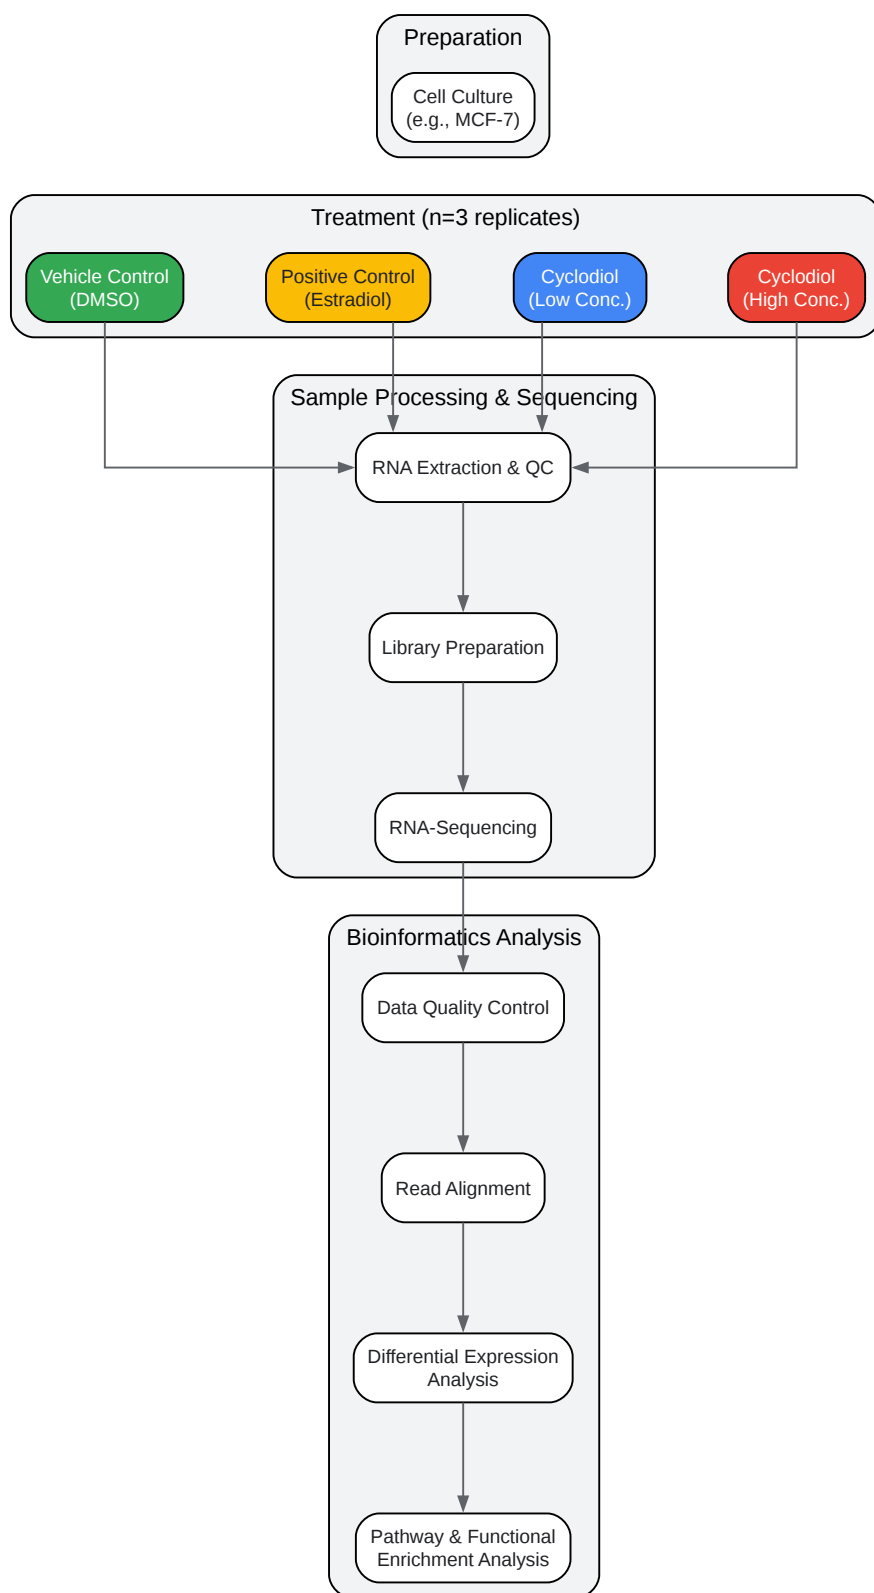 Preparation
Cell Culture
(e.g., MCF-7)
Treatment (n=3 replicates)
Vehicle Control
(DMSO)
Positive Control
(Estradiol)
Cyclodiol
(Low Conc.)
Cyclodiol
(High Conc.)
Sample Processing & Sequencing
RNA Extraction & QC
Library Preparation
RNA-Sequencing
Bioinformatics Analysis
Data Quality Control
Read Alignment
Differential Expression
Analysis
Pathway & Functional
Enrichment Analysis